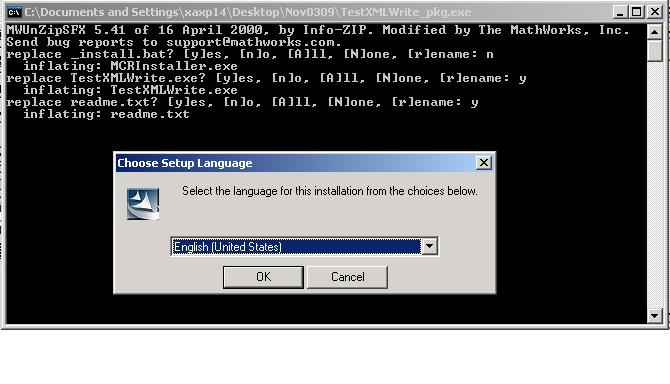 C:\Documents and Settings\xaxp14\Desktop\Nov0309\TestXMLWrite_pkg.exe
MWUnZipSFX 5.41 of 16 April 2000, by Info-ZIP. Modified by The MathWorks, Inc.
Send bug reports to support@mathworks.com.
replace _install.bat? [y]es, [n]o, [A]ll, [N]one, [r]ename: n
inflating: MCRInstaller.exe
replace TestXMLWrite.exe? [y]es, [n]o, [A]ll, [N]one, [r]ename: y
inflating: TestXMLWrite.exe
replace readme.txt? [y]es, [n]o, [A]ll, [N]one, [r]ename: y
inflating: readme.txt
Choose Setup Language
Select the language for this installation from the choices below.
English (United States)
OK Cancel